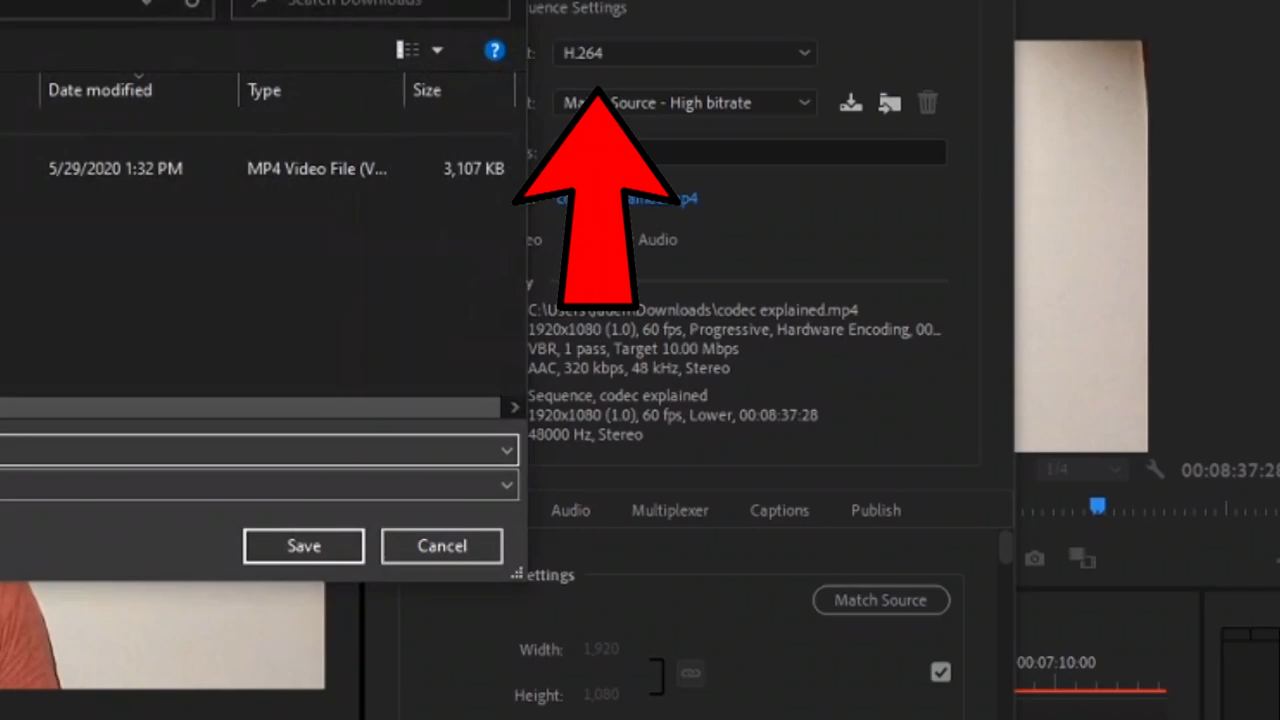 Search Downloads
uence Settings
H.264
Date modified
Type
Size
Source - High bitrate
5/29/2020 1:32 PM
MP4 Video File (V...
3,107 KB
Audio
C:\Users\
Downloads\codec explained.mp4
1920x1080 (1.0), 60 fps, Progressive, Hardware Encoding, 00...
VBR, 1 pass, Target 10.00 Mbps
AAC, 320 kbps, 48 kHz, Stereo
Sequence, codec explained
1920x1080 (1.0), 60 fps, Lower, 00:08:37:28
48000 Hz, Stereo
1/4
00:08:37:28
Audio
Multiplexer
Captions
Publish
Save
Cancel
ettings
Match Source
Width: 1,920
00:07:10:00
Height: 1,080